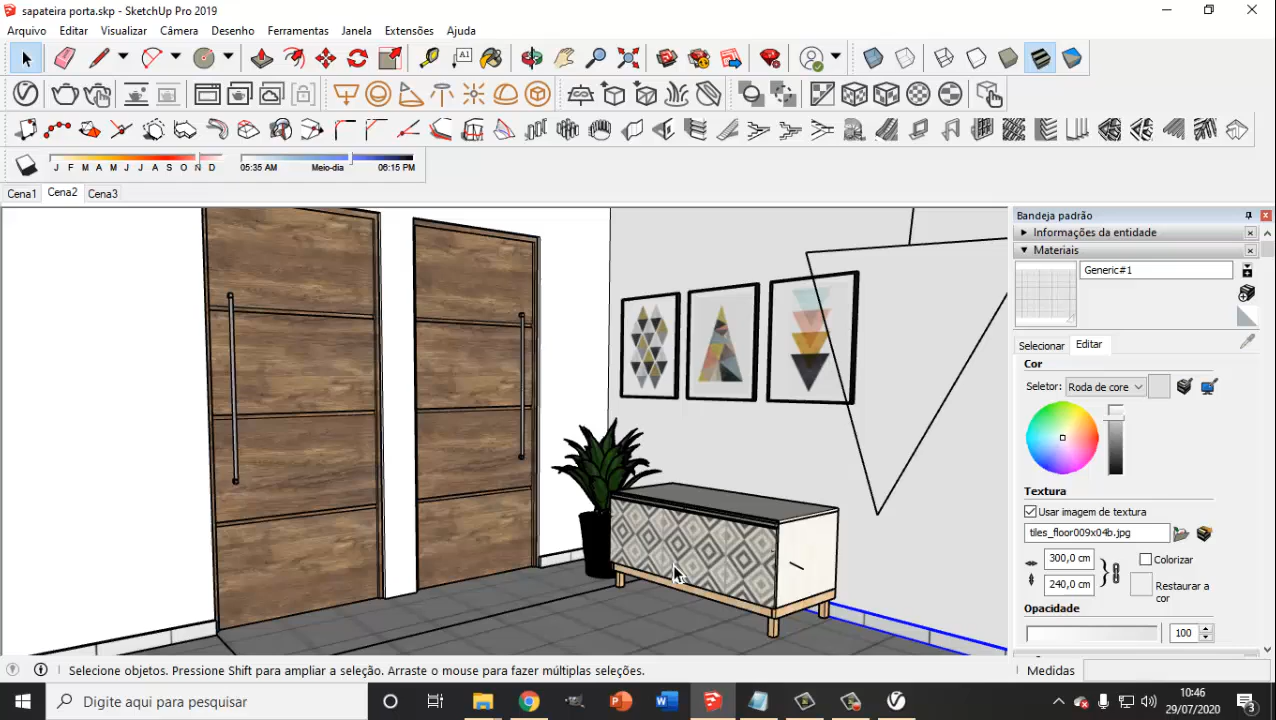 sapateira porta.skp - SketchUp Pro 2019
Arquivo Editar Visualizar Câmera Desenho Ferramentas Janela Extensões Ajuda
A1
J F M A M J J A S O N D 05:35 AM Meio-dia 06:15 PM
Cena1 Cena2 Cena3
Bandeja padrão
Informações da entidade
Materiais
Generic#1
Selecionar Editar
Cor
Seletor: Roda de core
Textura
Usar imagem de textura
tiles_floor009x04b.jpg
300,0 cm Colorizar
240,0 cm Restaurar a cor
Opacidade
100
Selecione objetos. Pressione Shift para ampliar a seleção. Arraste o mouse para fazer múltiplas seleções. Medidas
Digite aqui para pesquisar
10:46
29/07/2020
3